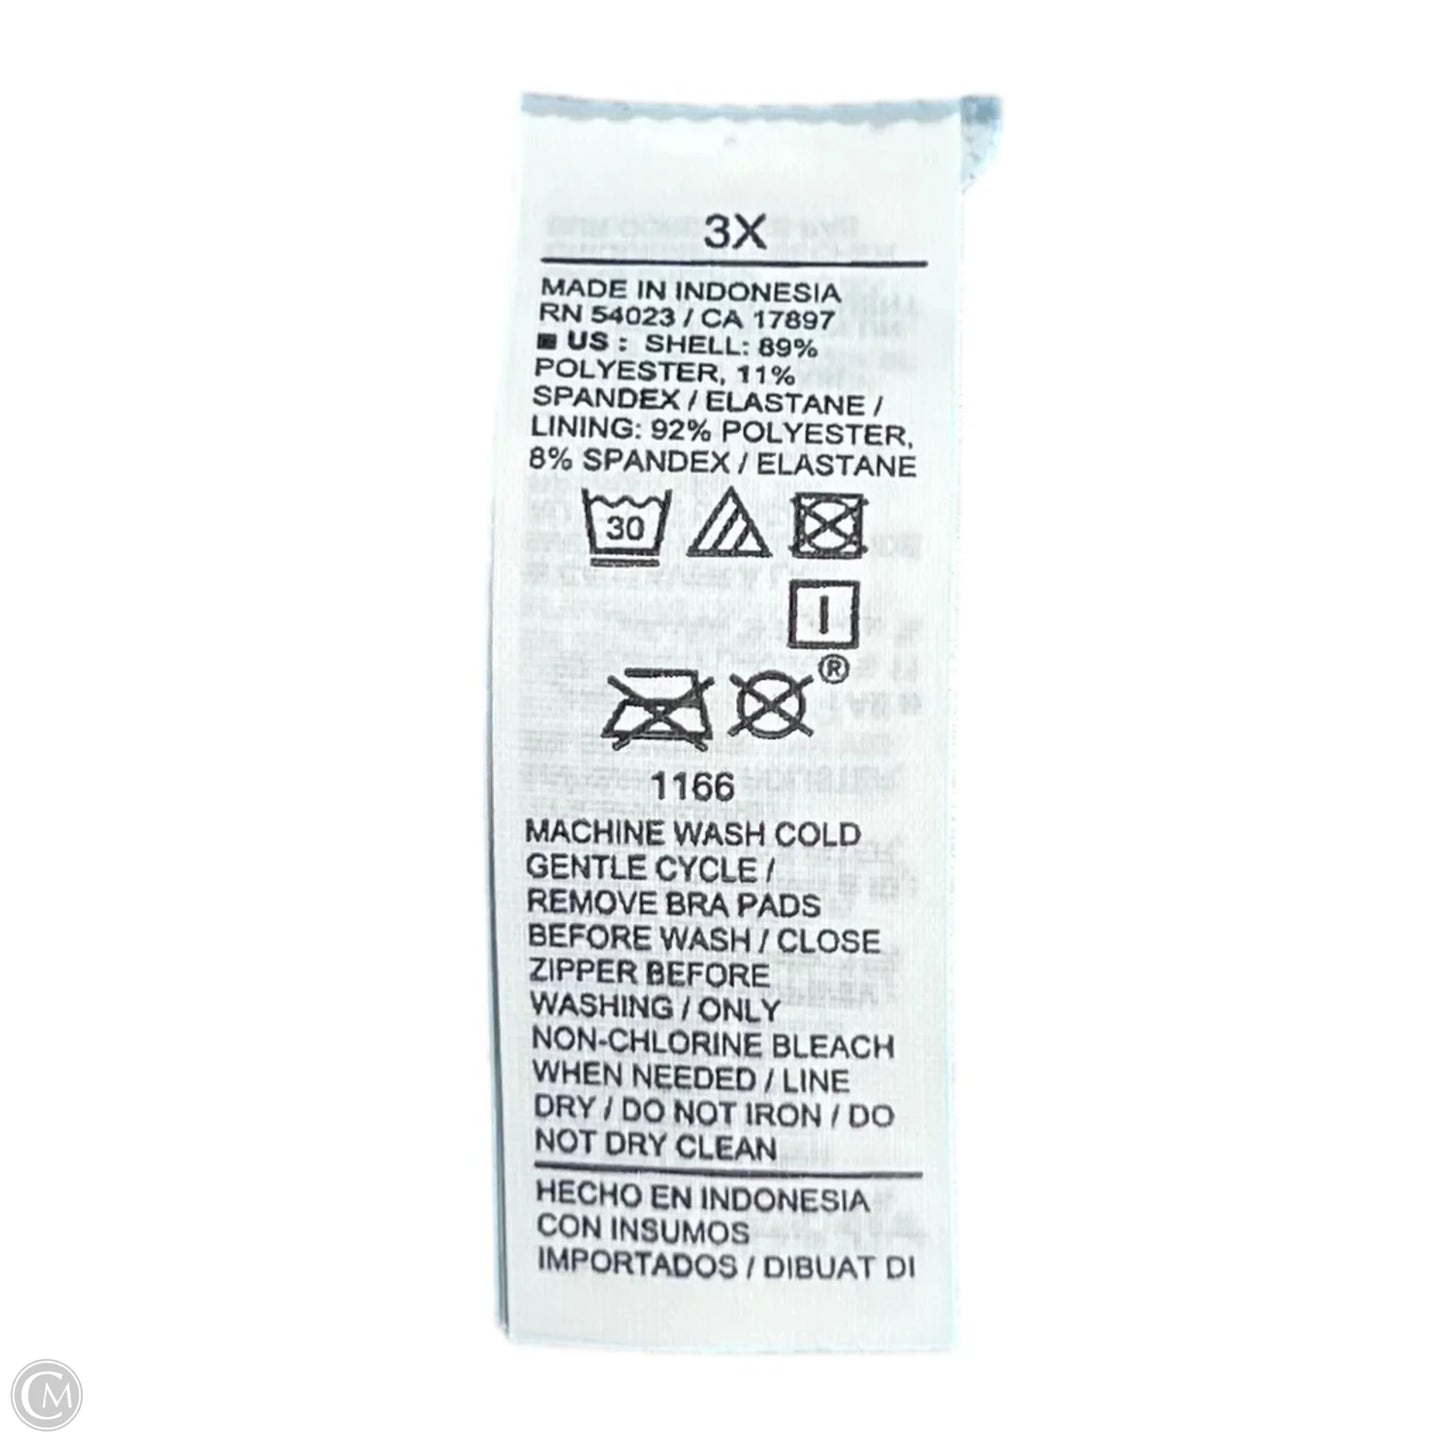 3X
MADE IN INDONESIA
RN 54023 / CA 17897
■ US : SHELL: 89%
POLYESTER, 11%
SPANDEX / ELASTANE /
LINING: 92% POLYESTER,
8% SPANDEX / ELASTANE
30
I
®
1166
MACHINE WASH COLD
GENTLE CYCLE /
REMOVE BRA PADS
BEFORE WASH / CLOSE
ZIPPER BEFORE
WASHING / ONLY
NON-CHLORINE BLEACH
WHEN NEEDED / LINE
DRY / DO NOT IRON / DO
NOT DRY CLEAN
HECHO EN INDONESIA
CON INSUMOS
IMPORTADOS / DIBUAT DI
CM